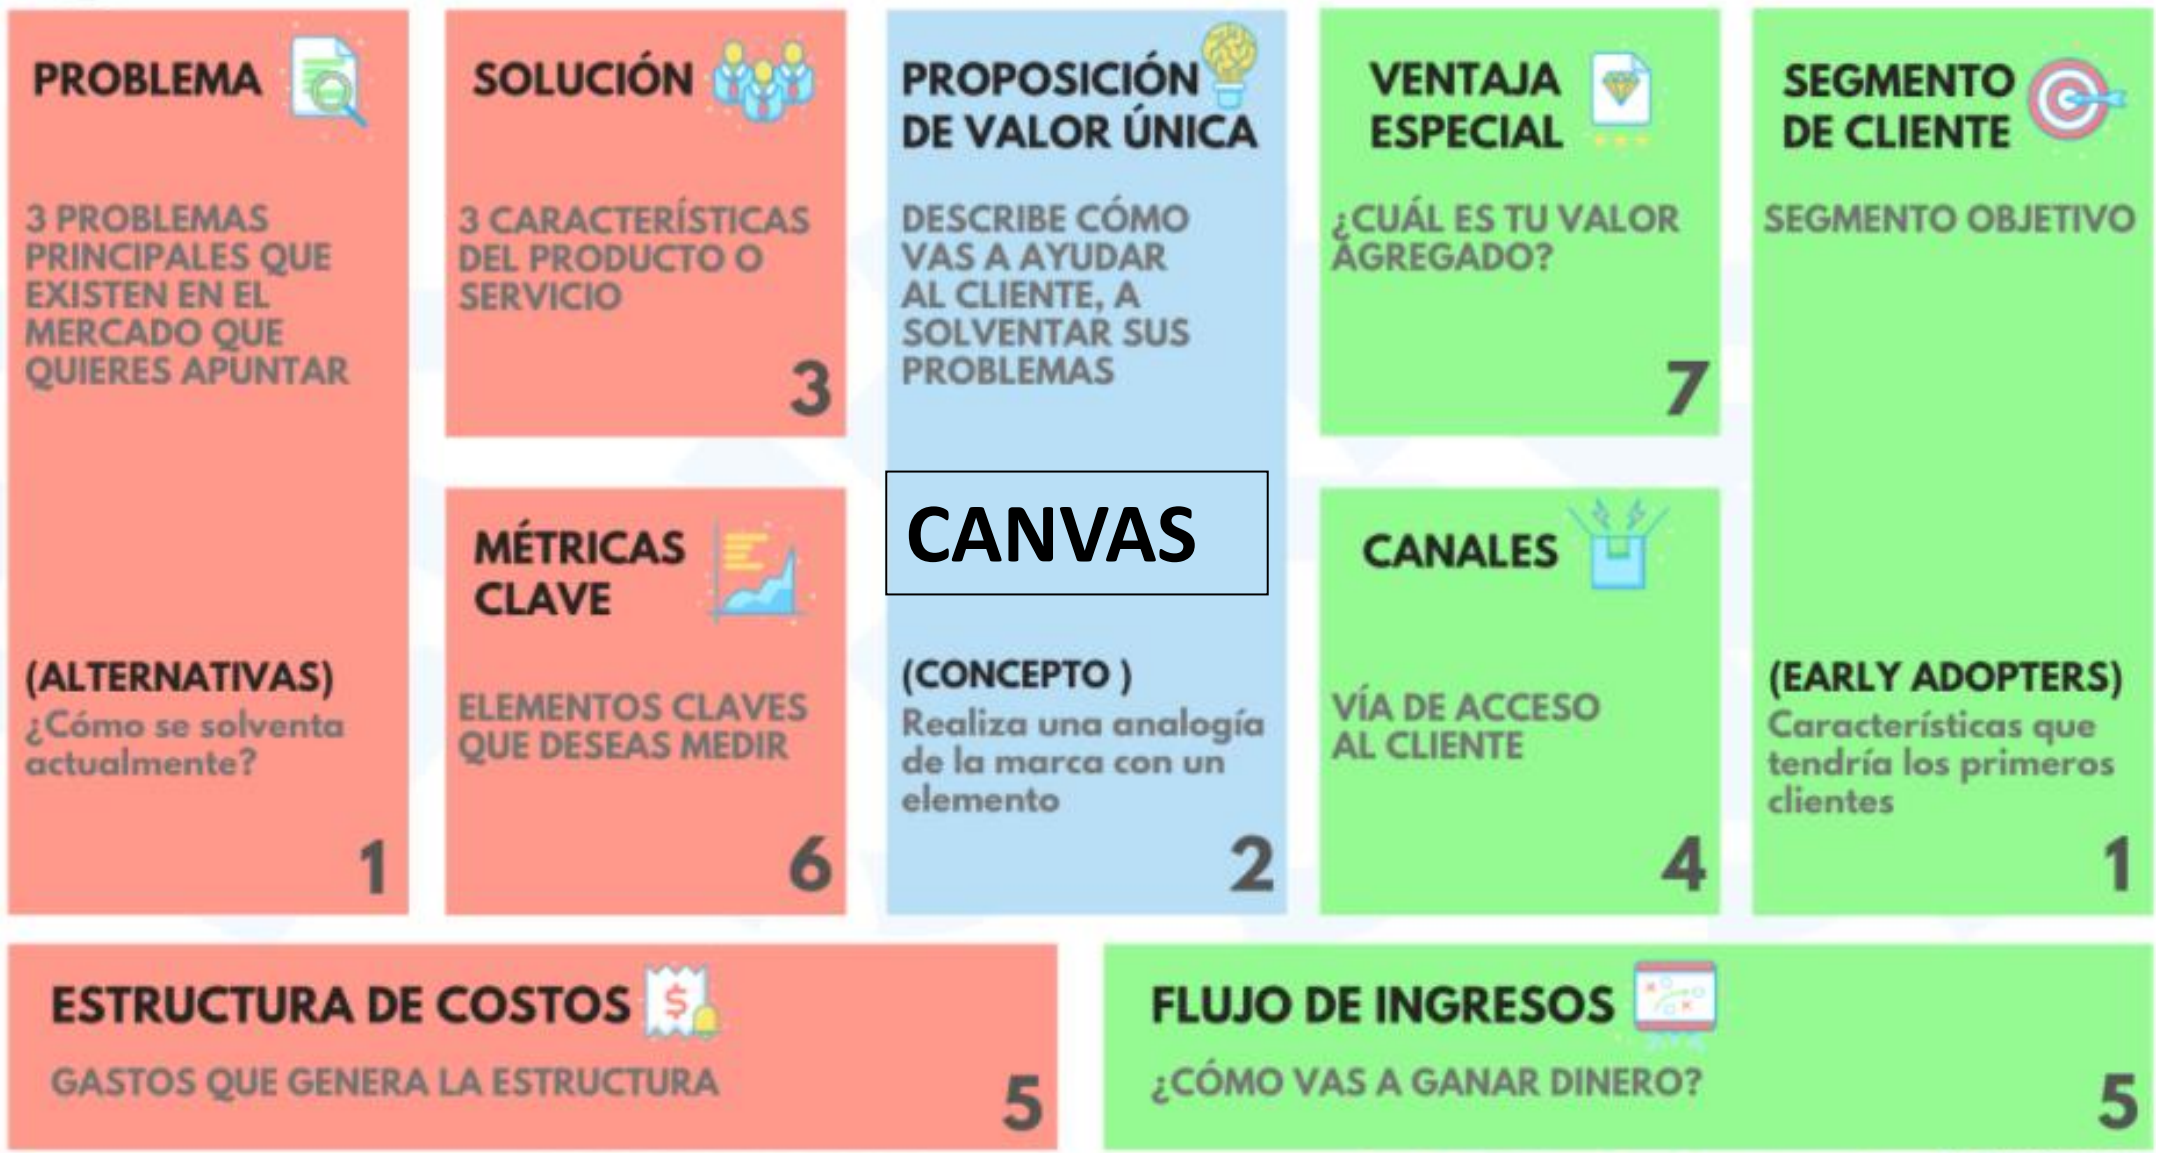 PROBLEMA
3 PROBLEMAS
PRINCIPALES QUE
EXISTEN EN EL
MERCADO QUE
QUIERES APUNTAR
(ALTERNATIVAS)
¿Cómo se solventa
actualmente?
1
SOLUCIÓN
3 CARACTERÍSTICAS
DEL PRODUCTO O
SERVICIO
3
MÉTRICAS
CLAVE
ELEMENTOS CLAVES
QUE DESEAS MEDIR
6
PROPOSICIÓN
DE VALOR ÚNICA
DESCRIBE CÓMO
VAS A AYUDAR
AL CLIENTE, A
SOLVENTAR SUS
PROBLEMAS
CANVAS
(CONCEPTO )
Realiza una analogía
de la marca con un
elemento
2
VENTAJA
ESPECIAL
¿CUÁL ES TU VALOR
AGREGADO?
7
CANALES
VÍA DE ACCESO
AL CLIENTE
4
SEGMENTO
DE CLIENTE
SEGMENTO OBJETIVO
(EARLY ADOPTERS)
Características que
tendría los primeros
clientes
1
ESTRUCTURA DE COSTOS
$
GASTOS QUE GENERA LA ESTRUCTURA
5
FLUJO DE INGRESOS
¿CÓMO VAS A GANAR DINERO?
5